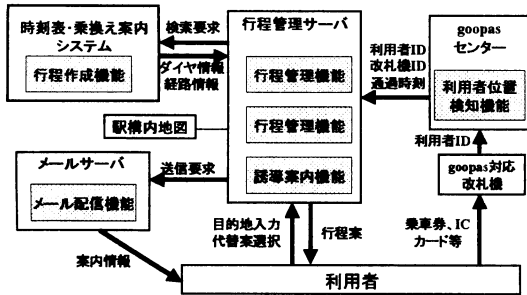 時刻表・乗換え案内
システム
行程作成機能
検索要求
ダイヤ情報
経路情報
行程管理サーバ
行程管理機能
行程管理機能
誘導案内機能
利用者ID
改札機ID
通過時刻
goopas
センター
利用者位置
検知機能
駅構内地図
利用者ID
メールサーバ
メール配信機能
送信要求
goopas対応
改札機
目的地入力
代替案選択
行程案
乗車券、IC
カード等
案内情報
利用者